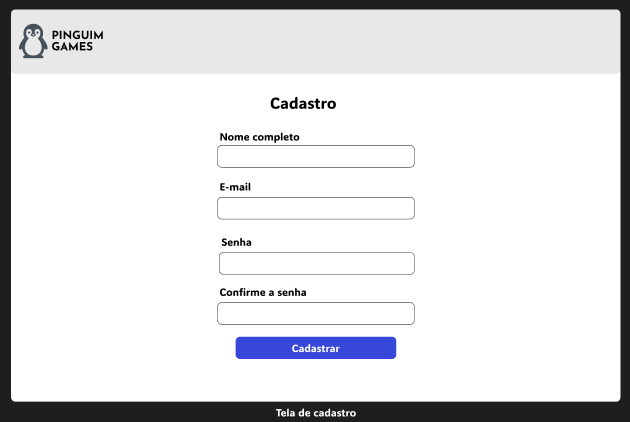 PINGUIM
GAMES
Cadastro
Nome completo
E-mail
Senha
Confirme a senha
Cadastrar
Tela de cadastro